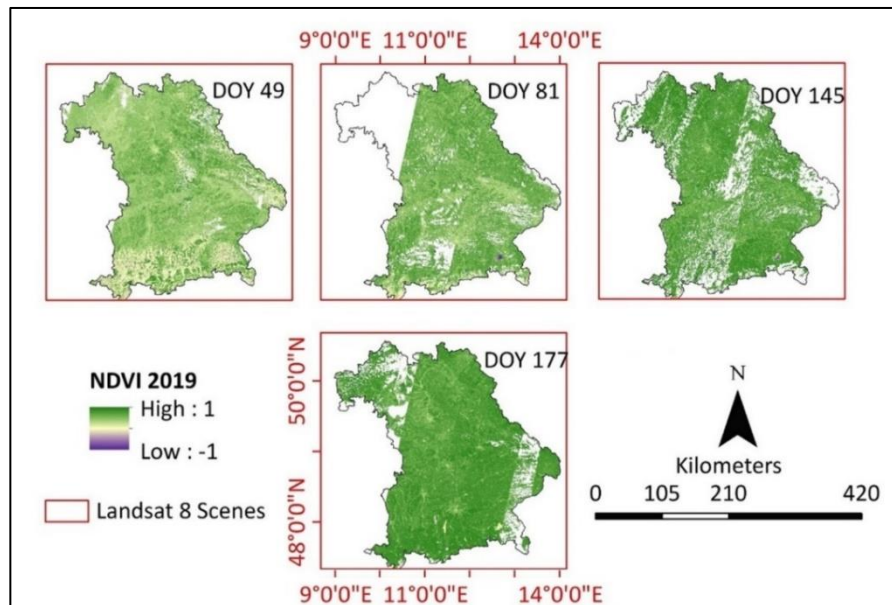 9°0'0"E 11°0'0"E 14°0'0"E
DOY 49
DOY 81
DOY 145
DOY 177
50°0'0"N
48°0'0"N
NDVI 2019
High : 1
Low : -1
Landsat 8 Scenes
N
Kilometers
0 105 210 420
9°0'0"E 11°0'0"E 14°0'0"E